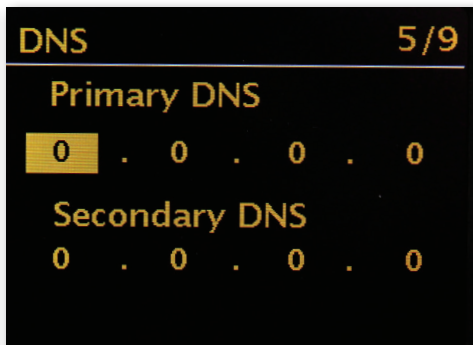 DNS 5/9
Primary DNS
0 . 0 . 0 . 0
Secondary DNS
0 . 0 . 0 . 0